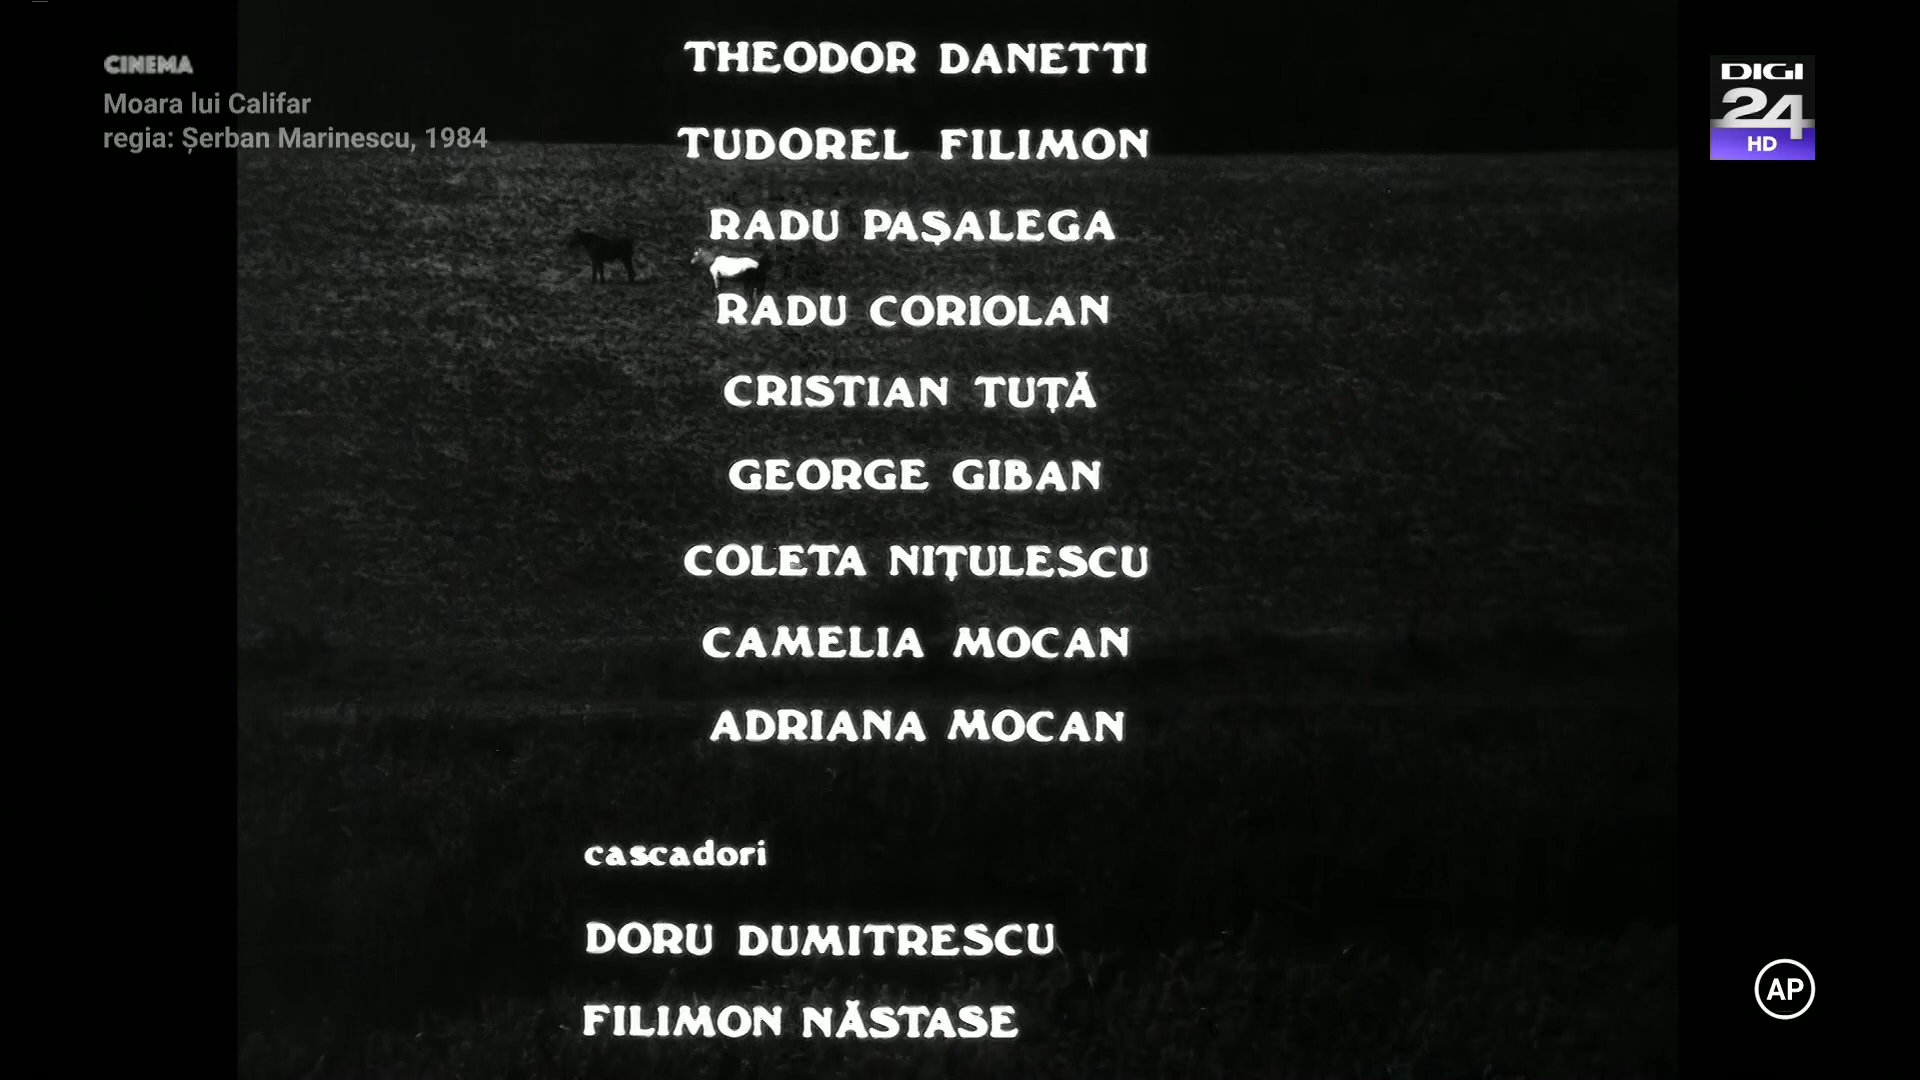 CINEMA
Moara lui Califar
regia: Șerban Marinescu, 1984
DIGI
24
HD
THEODOR DANETTI
TUDOREL FILIMON
RADU PAȘALEGA
RADU CORIOLAN
CRISTIAN TUȚĂ
GEORGE GIBAN
COLETA NIȚULESCU
CAMELIA MOCAN
ADRIANA MOCAN
cascadori
DORU DUMITRESCU
FILIMON NĂSTASE
AP